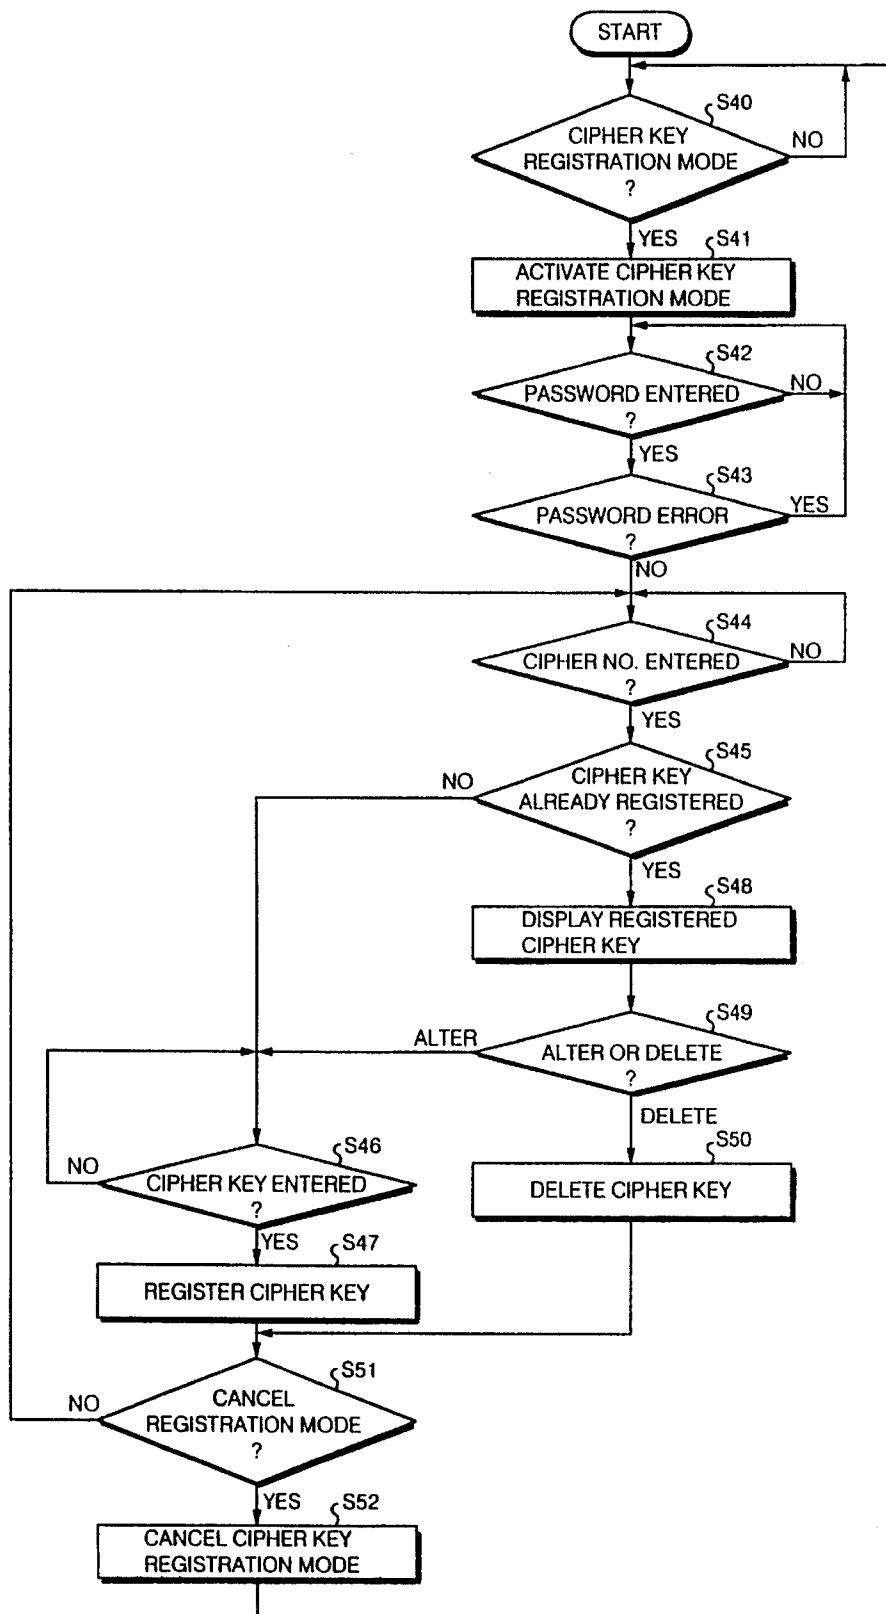 START
S40
CIPHER KEY
REGISTRATION MODE
?
NO
YES
S41
ACTIVATE CIPHER KEY
REGISTRATION MODE
S42
PASSWORD ENTERED
?
NO
YES
S43
PASSWORD ERROR
?
YES
NO
S44
CIPHER NO. ENTERED
?
NO
YES
S45
CIPHER KEY
ALREADY REGISTERED
?
NO
YES
S48
DISPLAY REGISTERED
CIPHER KEY
S49
ALTER OR DELETE
?
ALTER
DELETE
S50
DELETE CIPHER KEY
S46
CIPHER KEY ENTERED
?
NO
YES
S47
REGISTER CIPHER KEY
S51
CANCEL
REGISTRATION MODE
?
NO
YES
S52
CANCEL CIPHER KEY
REGISTRATION MODE